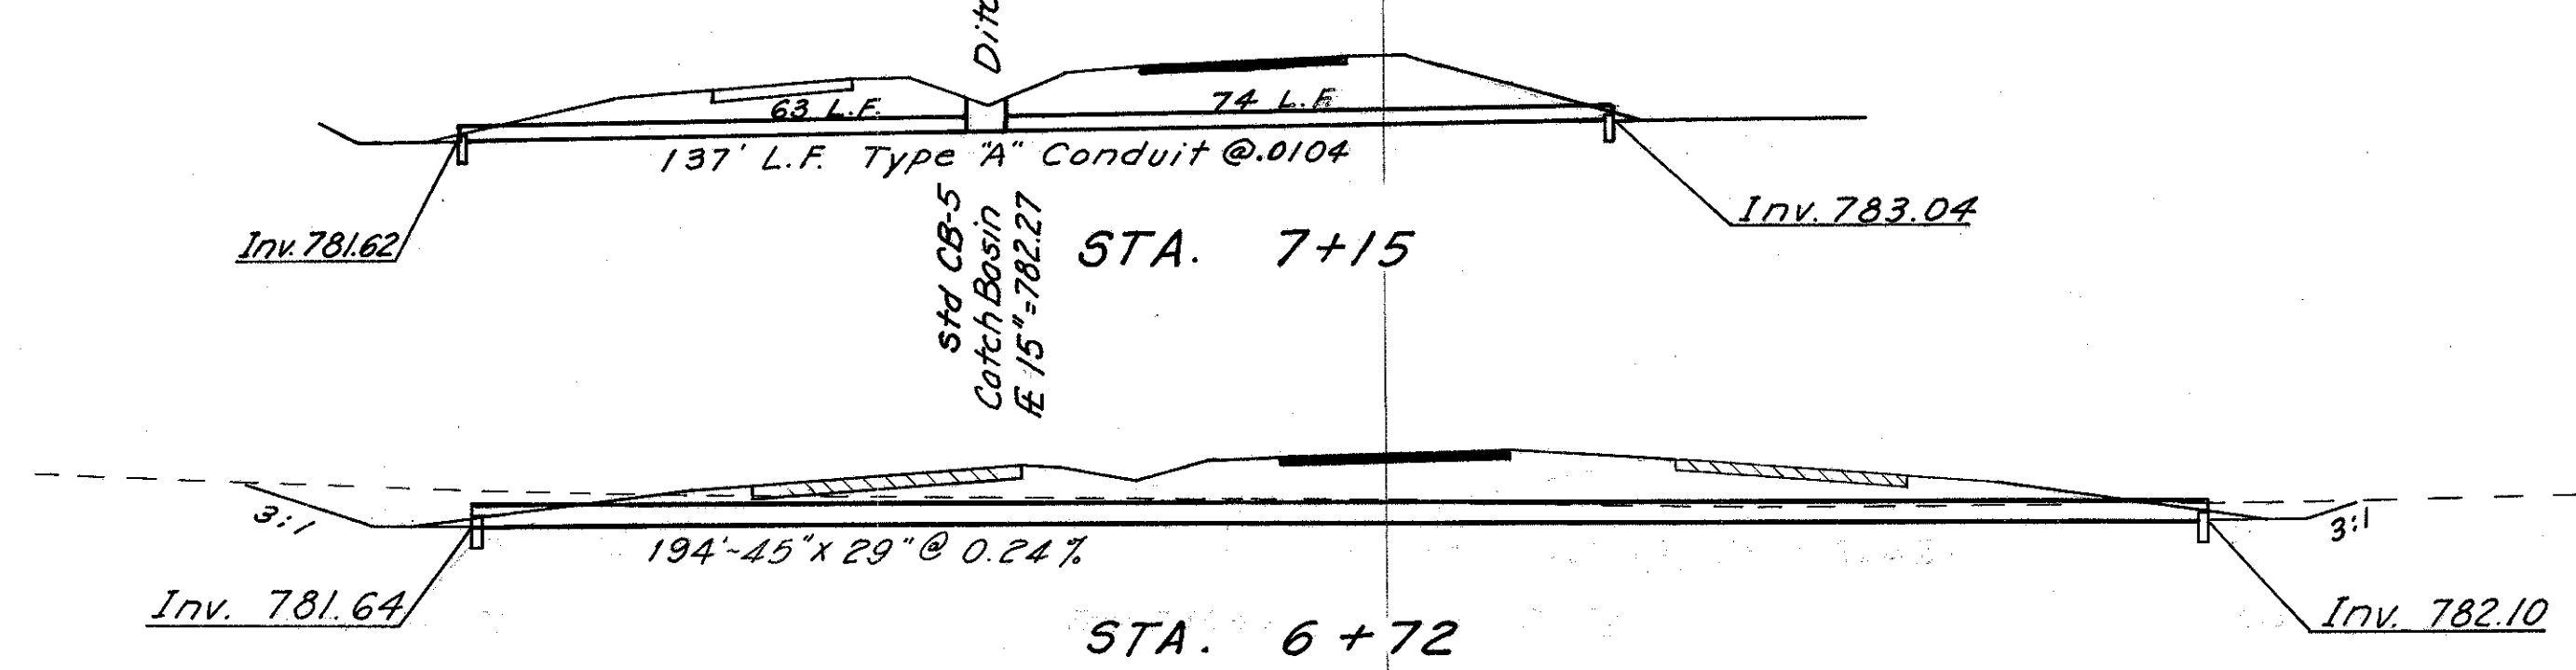 63 L.F.
74 L.F.
137' L.F. Type "A" Conduit @.0104
Inv. 781.62
Inv. 783.04
Std CB-5
Catch Basin
15"=782.27
STA. 7+15
3:1
3:1
194'-45"x 29" @ 0.24%
Inv. 781.64
Inv. 782.10
STA. 6+72